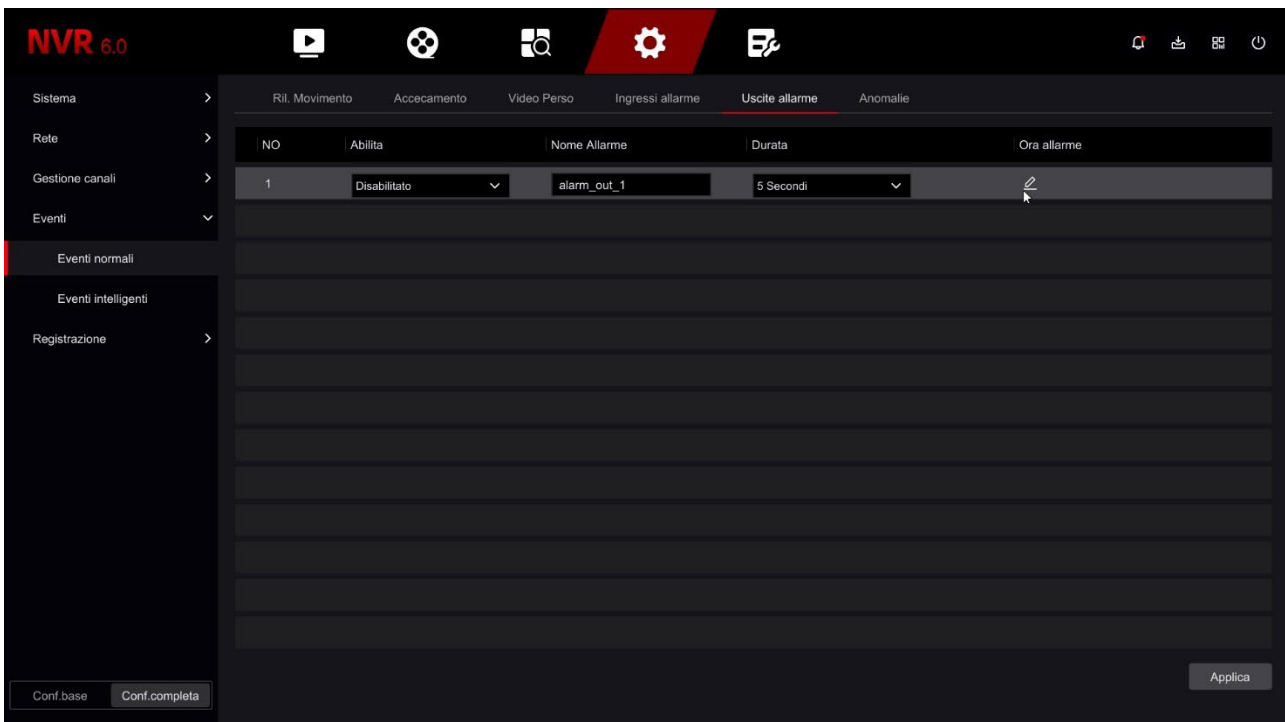 NVR 6.0
Sistema
Rete
Gestione canali
Eventi
Eventi normali
Eventi intelligenti
Registrazione
Conf.base Conf.completa
Ril. Movimento Accecamento Video Perso Ingressi allarme Uscite allarme Anomalie
NO Abilita Nome Allarme Durata Ora allarme
1 Disabilitato alarm_out_1 5 Secondi
Applica